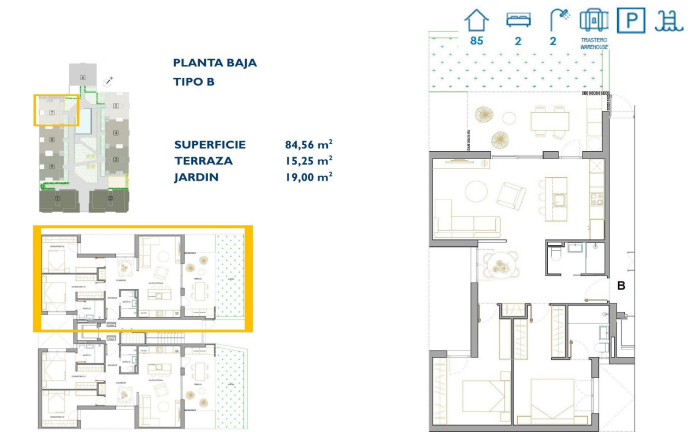 85
2
2
TRASTERO
WAREHOUSE
P
PLANTA BAJA
TIPO B
SUPERFICIE 84,56 m²
TERRAZA 15,25 m²
JARDIN 19,00 m²
B